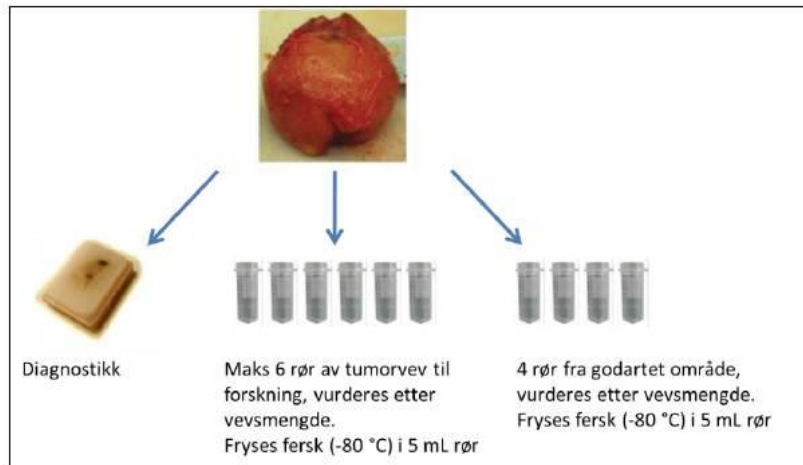 Diagnostikk
Maks 6 rør av tumorvev til
forskning, vurderes etter
vevsmengde.
Fryses fersk (-80 °C) i 5 mL rør
4 rør fra godartet område,
vurderes etter vevsmengde.
Fryses fersk (-80 °C) i 5 mL rør